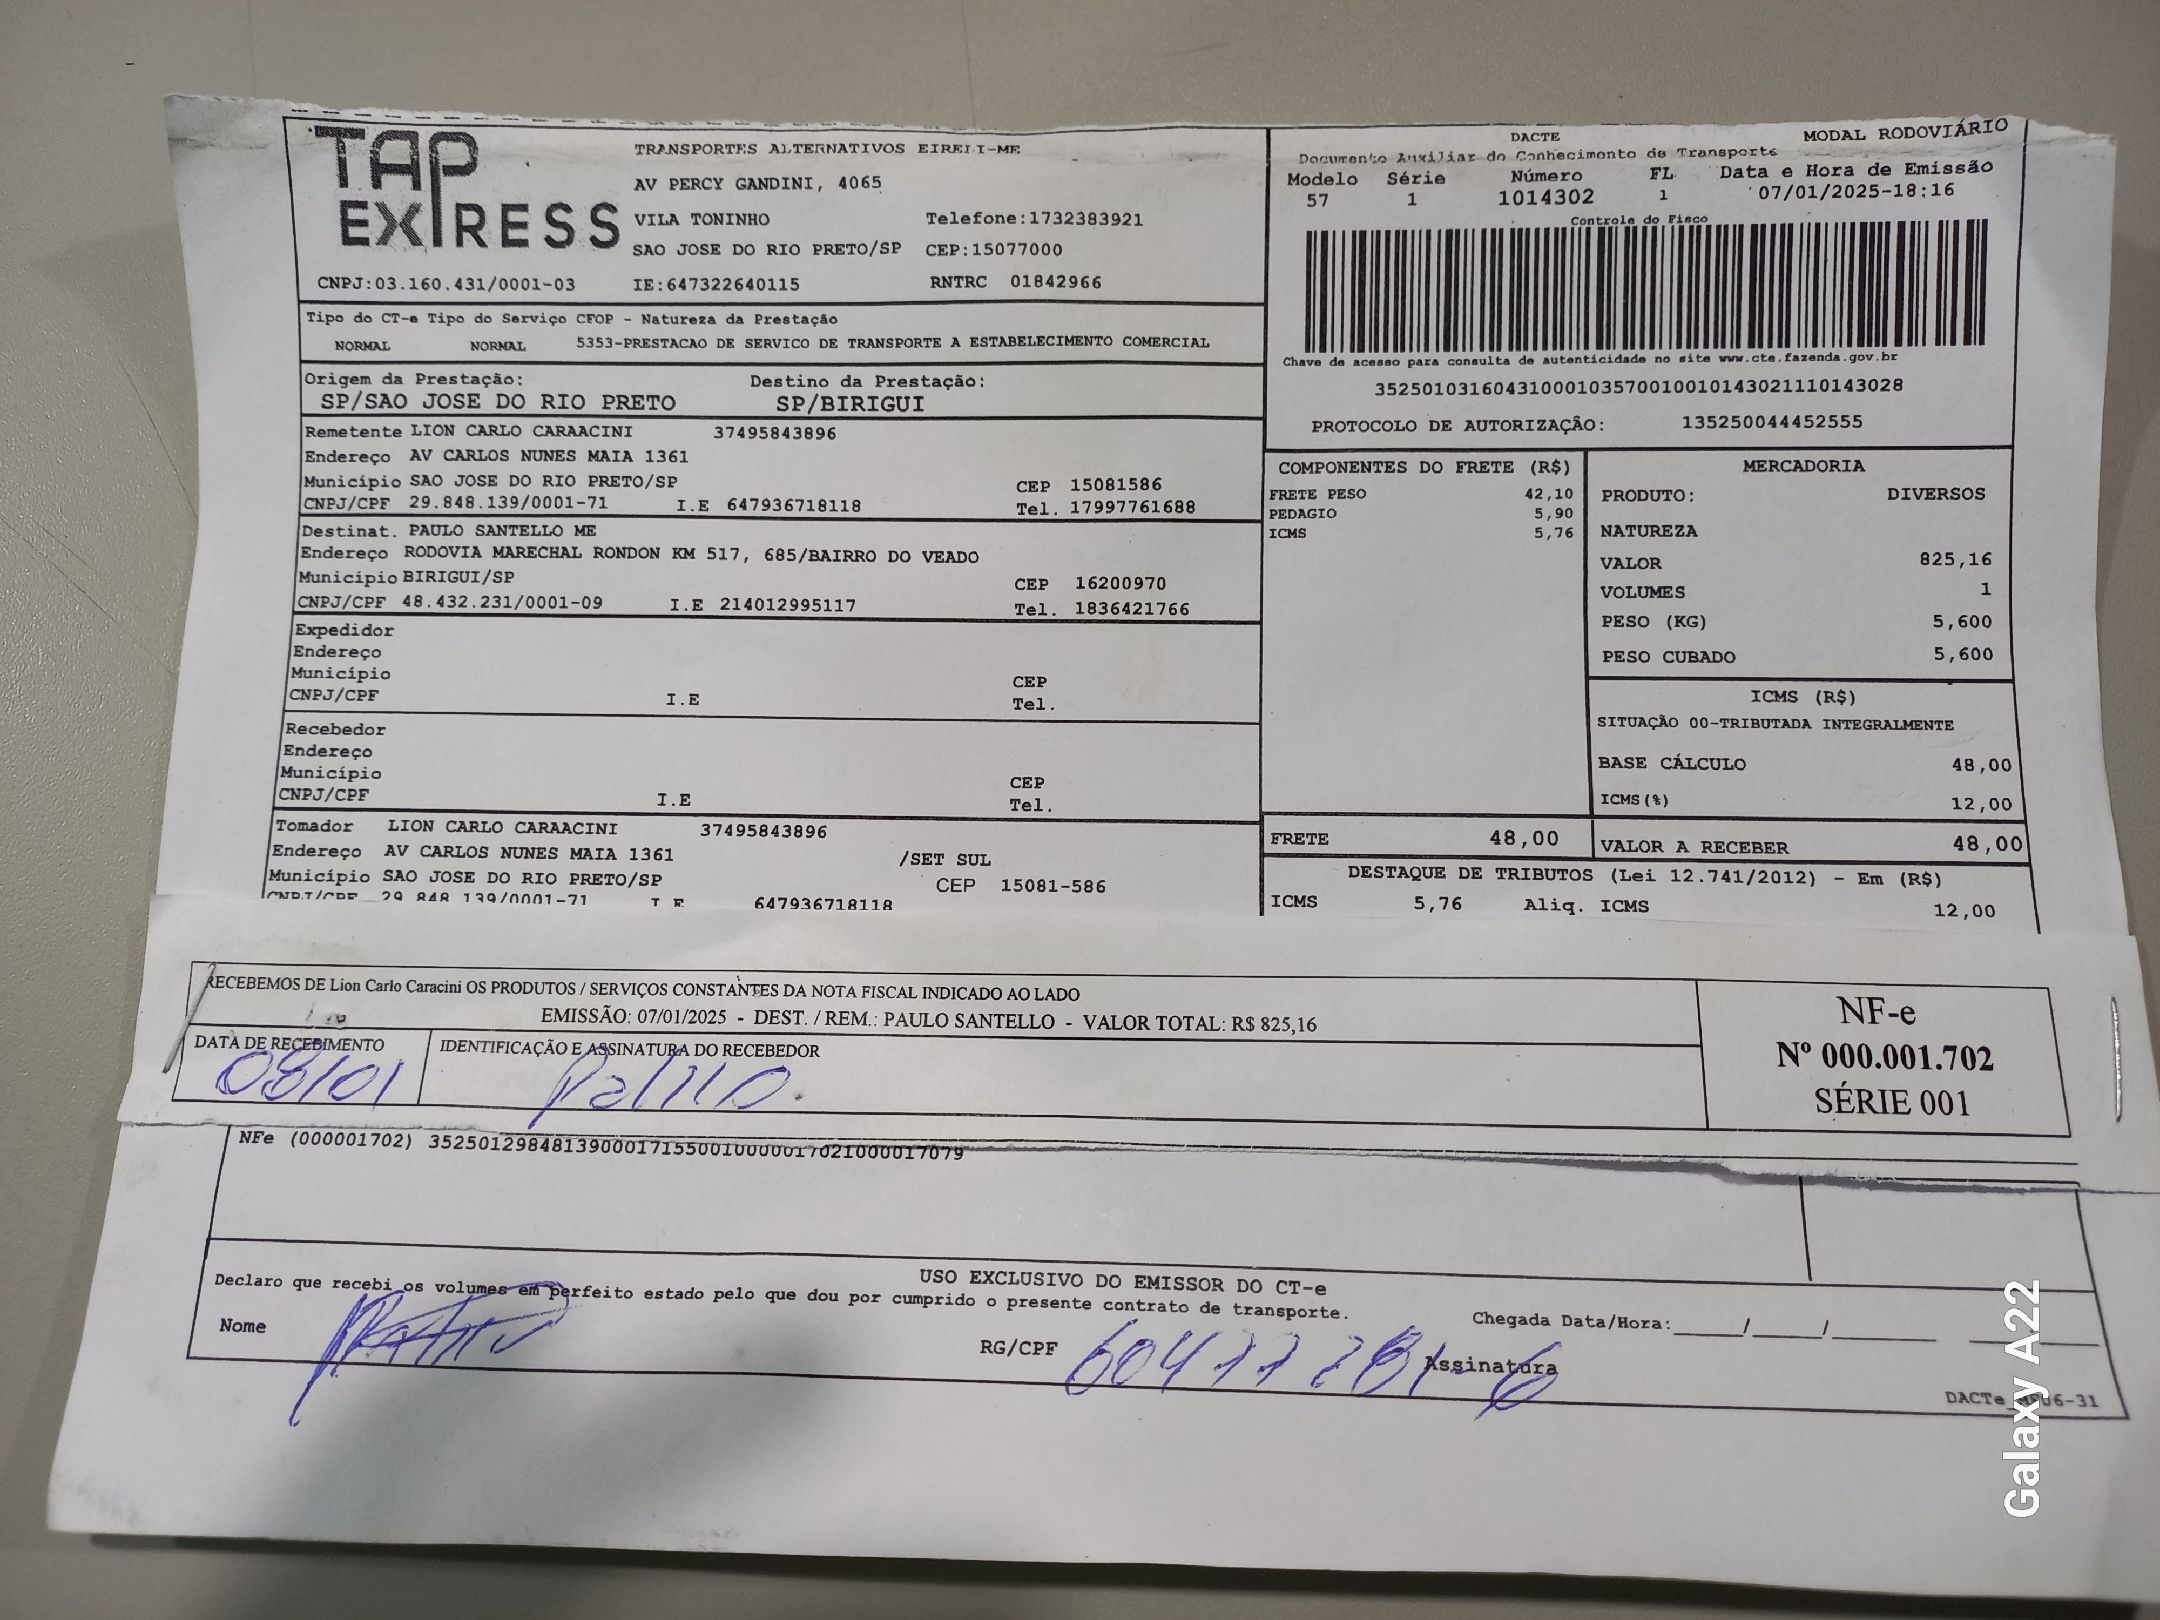 TAP EXPRESS
TRANSPORTES ALTERNATIVOS EIRELI-ME
AV PERCY GANDINI, 4065
VILA TONINHO Telefone:1732383921
SAO JOSE DO RIO PRETO/SP CEP:15077000
CNPJ:03.160.431/0001-03 IE:647322640115 RNTRC 01842966
DACTE MODAL RODOVIÁRIO
Documento Auxiliar do Conhecimento de Transporte
Modelo Série Número FL Data e Hora de Emissão
57 1 1014302 1 07/01/2025-18:16
Controle do Fisco
Chave de acesso para consulta de autenticidade no site www.cte.fazenda.gov.br
35250103160431000103570010010143021110143028
PROTOCOLO DE AUTORIZAÇÃO: 135250044452555
Tipo do CT-e Tipo do Serviço CFOP - Natureza da Prestação
NORMAL NORMAL 5353-PRESTACAO DE SERVICO DE TRANSPORTE A ESTABELECIMENTO COMERCIAL
Origem da Prestação: Destino da Prestação:
SP/SAO JOSE DO RIO PRETO SP/BIRIGUI
Remetente LION CARLO CARAACINI 37495843896
Endereço AV CARLOS NUNES MAIA 1361
Município SAO JOSE DO RIO PRETO/SP CEP 15081586
CNPJ/CPF 29.848.139/0001-71 I.E 647936718118 Tel. 17997761688
Destinat. PAULO SANTELLO ME
Endereço RODOVIA MARECHAL RONDON KM 517, 685/BAIRRO DO VEADO
Município BIRIGUI/SP CEP 16200970
CNPJ/CPF 48.432.231/0001-09 I.E 214012995117 Tel. 1836421766
Expedidor
Endereço
Município CEP
CNPJ/CPF I.E Tel.
Recebedor
Endereço
Município CEP
CNPJ/CPF I.E Tel.
Tomador LION CARLO CARAACINI 37495843896
Endereço AV CARLOS NUNES MAIA 1361 /SET SUL
Município SAO JOSE DO RIO PRETO/SP CEP 15081-586
CNPJ/CPF 29.848.139/0001-71 I.E 647936718118
COMPONENTES DO FRETE (R$)
FRETE PESO 42,10
PEDAGIO 5,90
ICMS 5,76
MERCADORIA
PRODUTO: DIVERSOS
NATUREZA
VALOR 825,16
VOLUMES 1
PESO (KG) 5,600
PESO CUBADO 5,600
ICMS (R$)
SITUAÇÃO 00-TRIBUTADA INTEGRALMENTE
BASE CÁLCULO 48,00
ICMS(%) 12,00
FRETE 48,00 VALOR A RECEBER 48,00
DESTAQUE DE TRIBUTOS (Lei 12.741/2012) - Em (R$)
ICMS 5,76 Aliq. ICMS 12,00
RECEBEMOS DE Lion Carlo Caracini OS PRODUTOS / SERVIÇOS CONSTANTES DA NOTA FISCAL INDICADO AO LADO
EMISSÃO: 07/01/2025 - DEST. / REM.: PAULO SANTELLO - VALOR TOTAL: R$ 825,16
DATA DE RECEBIMENTO IDENTIFICAÇÃO E ASSINATURA DO RECEBEDOR
08/01
NF-e
Nº 000.001.702
SÉRIE 001
NFe (000001702) 35250129848139000171550010000017021000017079
USO EXCLUSIVO DO EMISSOR DO CT-e
Declaro que recebi os volumes em perfeito estado pelo que dou por cumprido o presente contrato de transporte.
Nome RG/CPF Assinatura Chegada Data/Hora:____/____/______
Galaxy A22